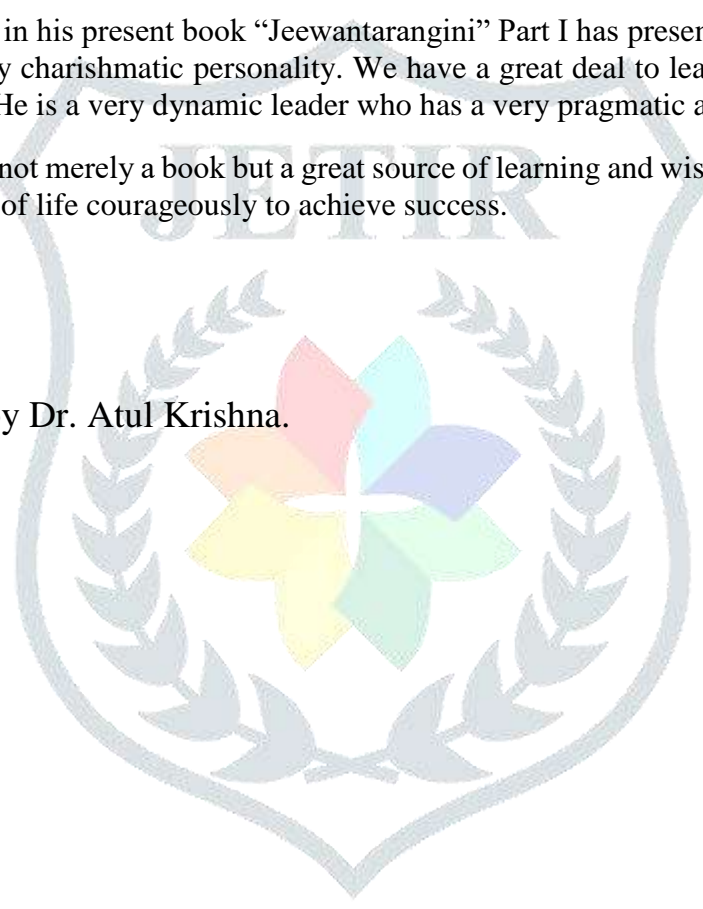 in his present book “Jeewantarangini” Part I has presen
y charishmatic personality. We have a great deal to lea
He is a very dynamic leader who has a very pragmatic a
not merely a book but a great source of learning and wis
of life courageously to achieve success.
JETIR
y Dr. Atul Krishna.